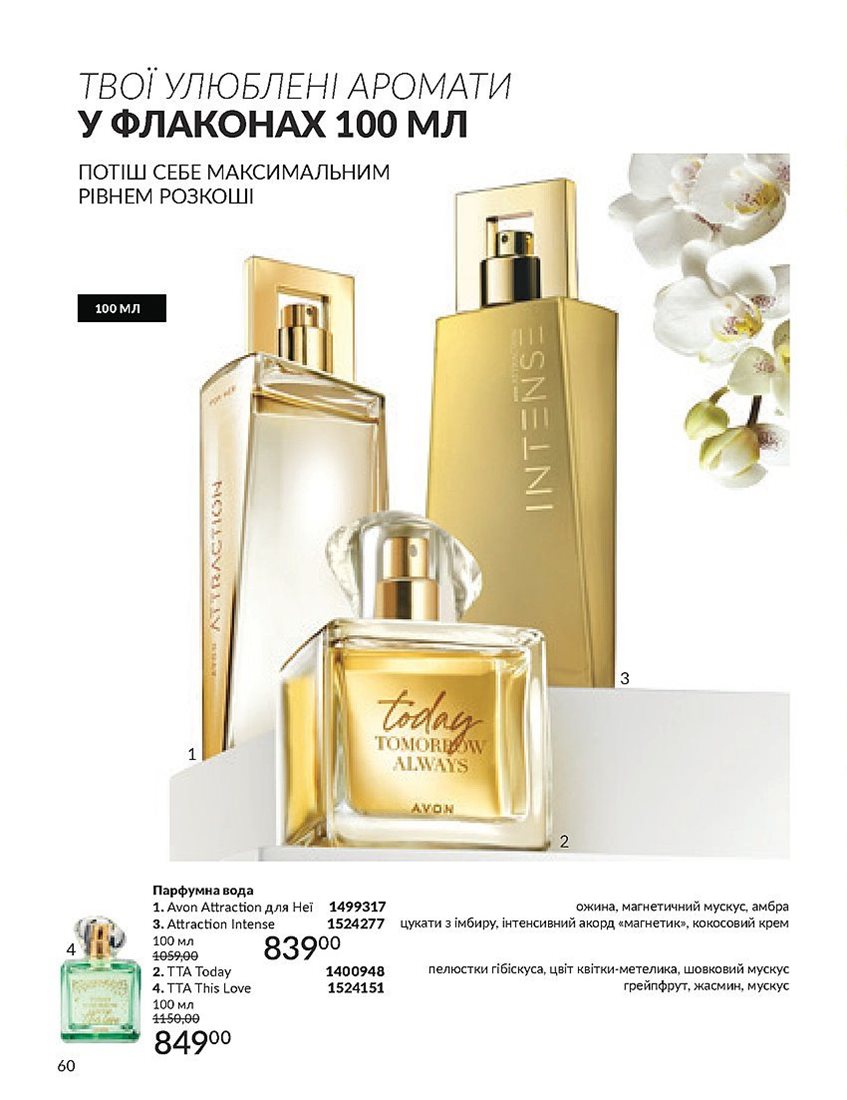 ТВОЇ УЛЮБЛЕНІ АРОМАТИ
У ФЛАКОНАХ 100 МЛ
ПОТІШ СЕБЕ МАКСИМАЛЬНИМ
РІВНЕМ РОЗКОШІ
100 МЛ
FOR HER
AVON ATTRACTION
INTENSE
AVON ATTRACTION
3
1
today
TOMORROW
ALWAYS
AVON
2
Парфумна вода
1. Avon Attraction для Неї 1499317 ожина, магнетичний мускус, амбра
3. Attraction Intense 1524277 цукати з імбиру, інтенсивний акорд «магнетик», кокосовий крем
100 мл
1059,00
839⁰⁰
2. TTA Today 1400948 пелюстки гібіскуса, цвіт квітки-метелика, шовковий мускус
4. TTA This Love 1524151 грейпфрут, жасмин, мускус
100 мл
1150,00
849⁰⁰
4
60